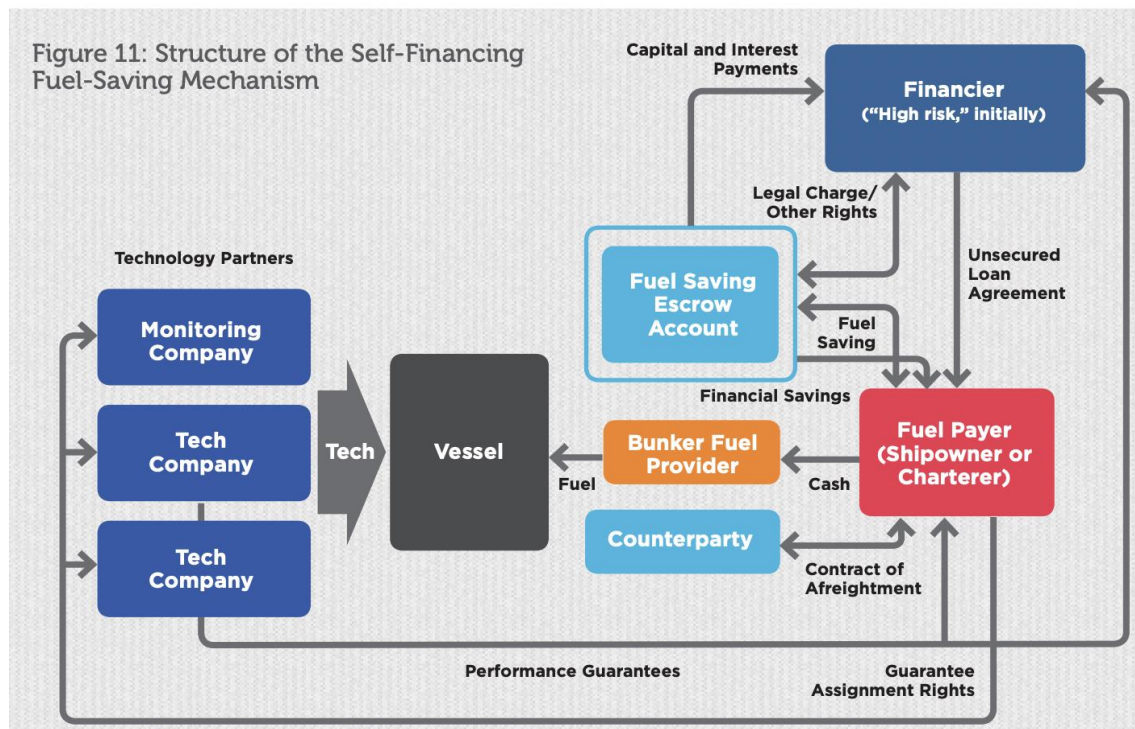 Figure 11: Structure of the Self-Financing
Fuel-Saving Mechanism
Capital and Interest
Payments
Financier
(“High risk,” initially)
Legal Charge/
Other Rights
Technology Partners
Unsecured
Loan
Agreement
Fuel Saving
Escrow
Account
Monitoring
Company
Fuel
Saving
Financial Savings
Tech
Company
Tech
Vessel
Bunker Fuel
Provider
Fuel Payer
(Shipowner or
Charterer)
Fuel
Cash
Tech
Company
Counterparty
Contract of
Afreightment
Performance Guarantees
Guarantee
Assignment Rights